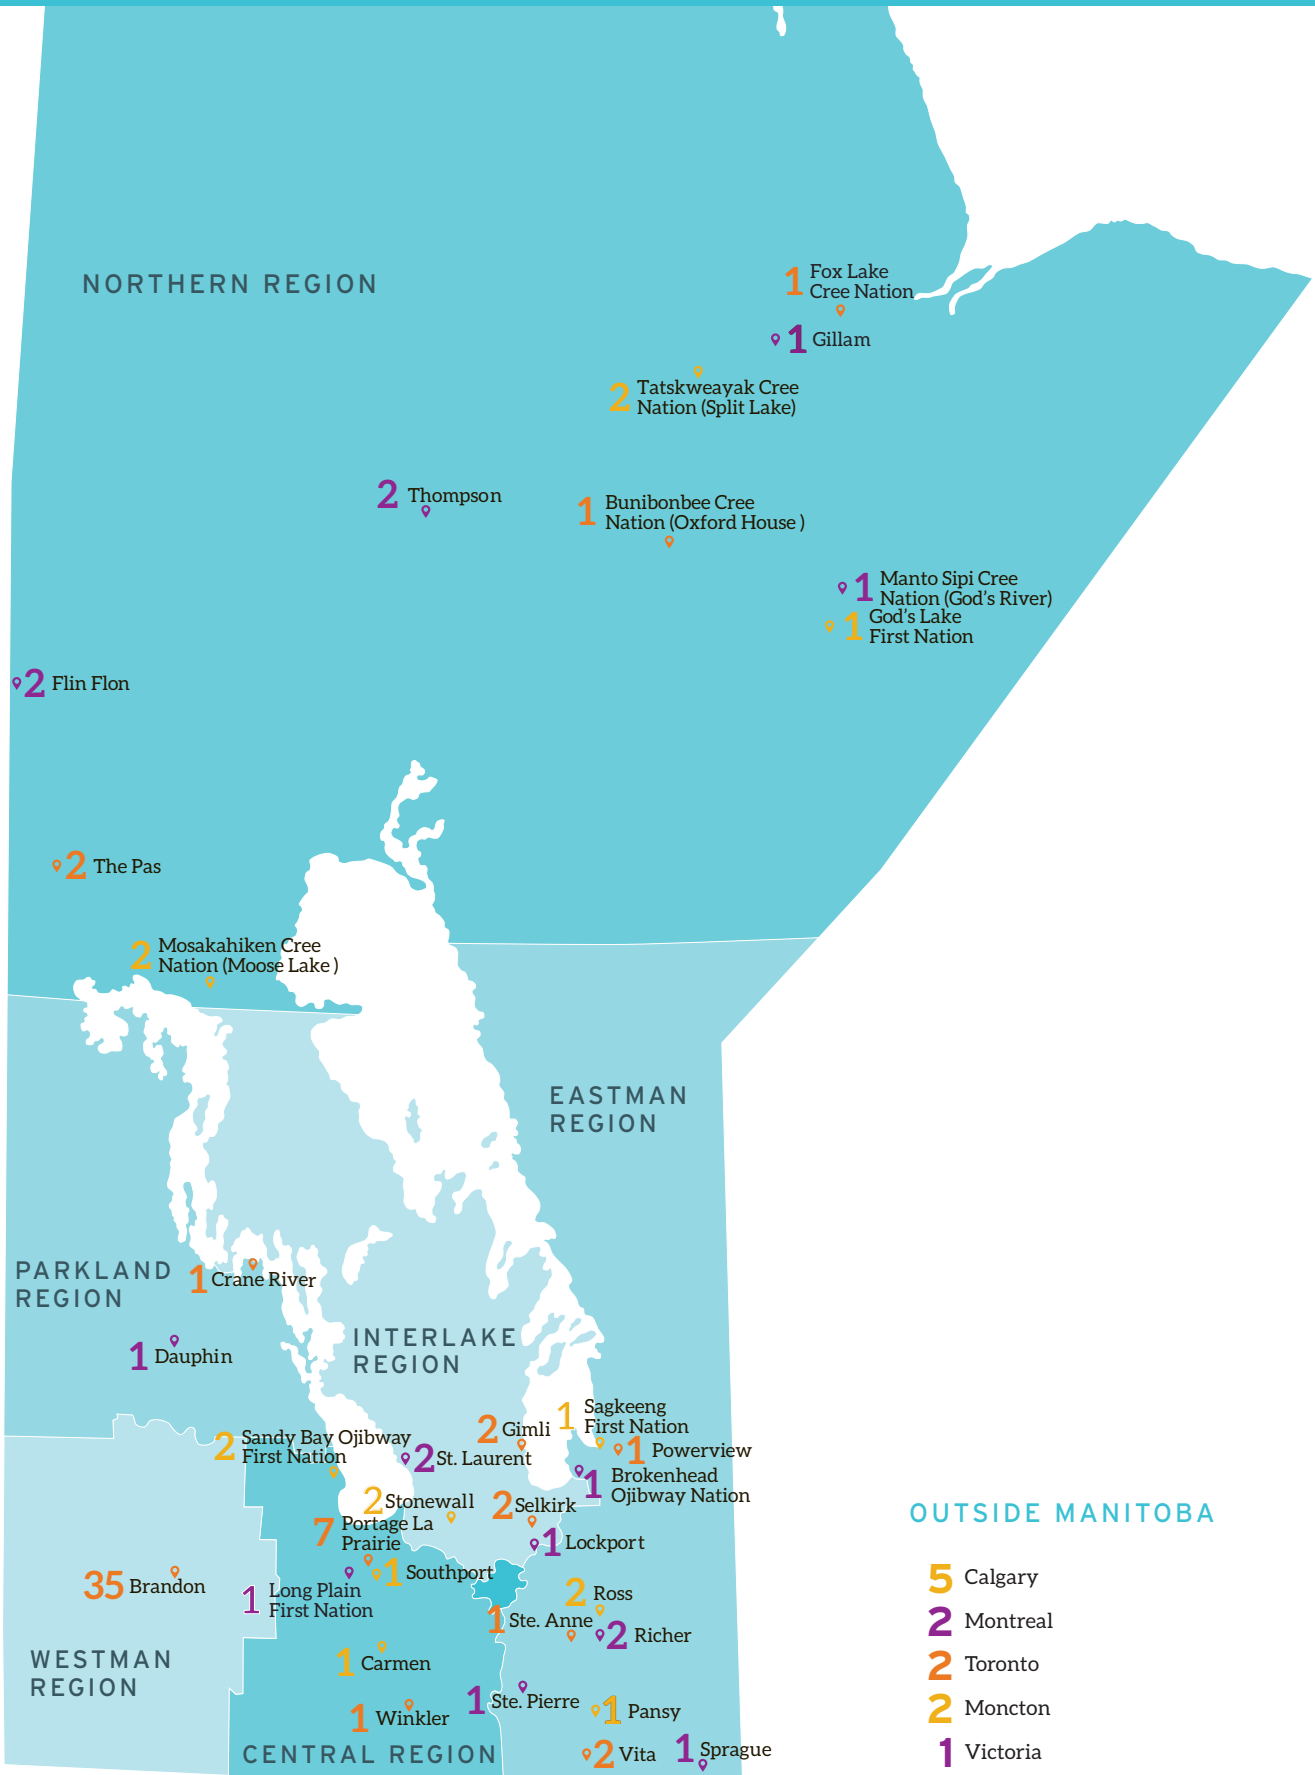 NORTHERN REGION
1 Fox Lake
Cree Nation
1 Gillam
2 Tatskweayak Cree
Nation (Split Lake)
2 Thompson
1 Bunibonbee Cree
Nation (Oxford House )
1 Manto Sipi Cree
Nation (God's River)
1 God's Lake
First Nation
2 Flin Flon
2 The Pas
2 Mosakahiken Cree
Nation (Moose Lake )
EASTMAN
REGION
PARKLAND
REGION
1 Crane River
INTERLAKE
REGION
1 Dauphin
1 Sagkeeng
First Nation
2 Gimli
2 Sandy Bay Ojibway
First Nation
1 Powerview
2 St. Laurent
1 Brokenhead
Ojibway Nation
2 Stonewall
2 Selkirk
7 Portage La
Prairie
1 Lockport
1 Southport
35 Brandon
1 Long Plain
First Nation
2 Ross
1 Ste. Anne
2 Richer
1 Carmen
WESTMAN
REGION
1 Ste. Pierre
1 Pansy
1 Winkler
CENTRAL REGION
2 Vita
1 Sprague
OUTSIDE MANITOBA
5 Calgary
2 Montreal
2 Toronto
2 Moncton
1 Victoria